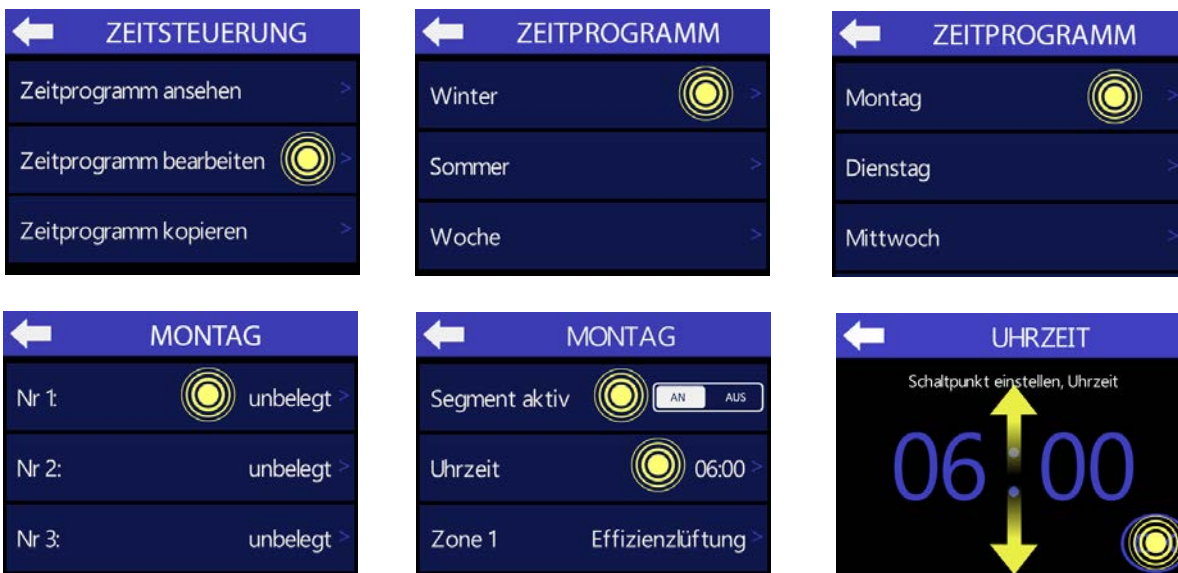 ZEITSTEUERUNG
Zeitprogramm ansehen >
Zeitprogramm bearbeiten >
Zeitprogramm kopieren >
ZEITPROGRAMM
Winter >
Sommer >
Woche >
ZEITPROGRAMM
Montag >
Dienstag >
Mittwoch >
MONTAG
Nr 1: unbelegt >
Nr 2: unbelegt >
Nr 3: unbelegt >
MONTAG
Segment aktiv AN AUS
Uhrzeit 06:00 >
Zone 1 Effizienzlüftung >
UHRZEIT
Schaltpunkt einstellen, Uhrzeit
06:00